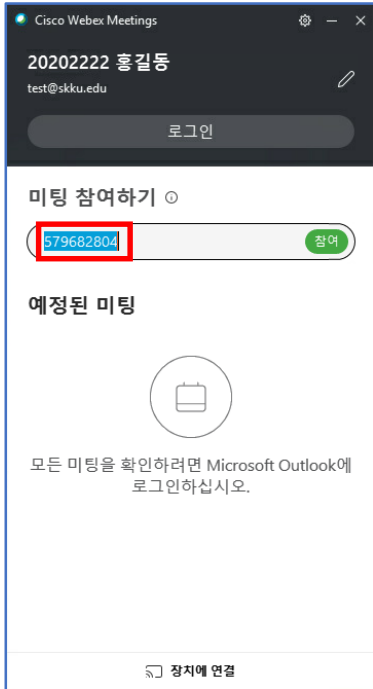 Cisco Webex Meetings
20202222 홍길동
test@skku.edu
로그인
미팅 참여하기
579682804
참여
예정된 미팅
모든 미팅을 확인하려면 Microsoft Outlook에
로그인하십시오.
장치에 연결